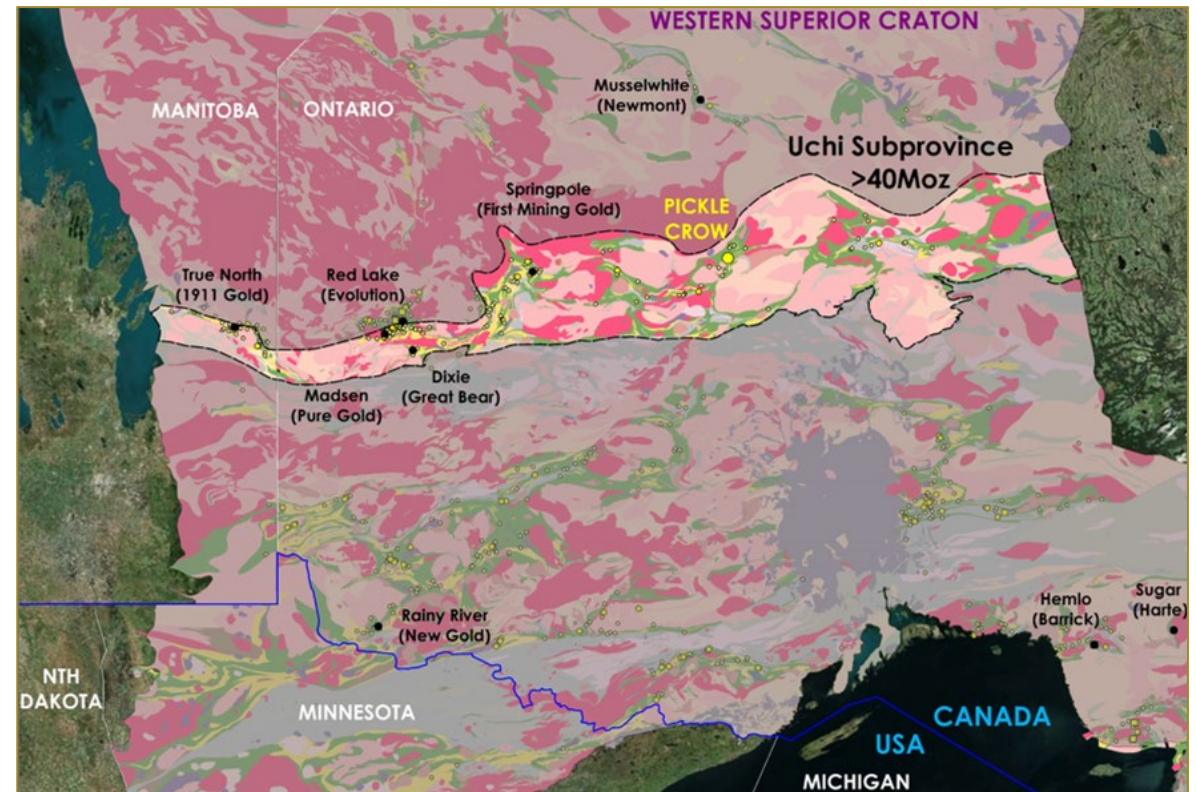 WESTERN SUPERIOR CRATON
Musselwhite
(Newmont)
MANITOBA
ONTARIO
Uchi Subprovince
>40Moz
Springpole
(First Mining Gold)
PICKLE
CROW
True North
(1911 Gold)
Red Lake
(Evolution)
Dixie
(Great Bear)
Madsen
(Pure Gold)
Rainy River
(New Gold)
Hemlo
(Barrick)
Sugar
(Harte)
NTH
DAKOTA
MINNESOTA
CANADA
USA
MICHIGAN